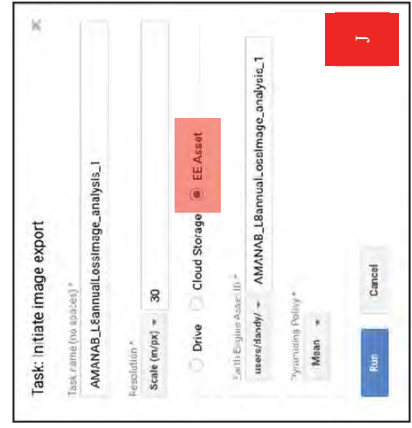 J
Task: Initiate image export
Task name (no spaces) *
AMANAB_L8annualLossImage_analysis_1
Resolution *
Scale (m/px) 30
Drive Cloud Storage EE Asset
Earth Engine Asset ID *
users/dandy/ AMANAB_L8annualLossImage_analysis_1
Pyramiding Policy *
Mean
Run Cancel